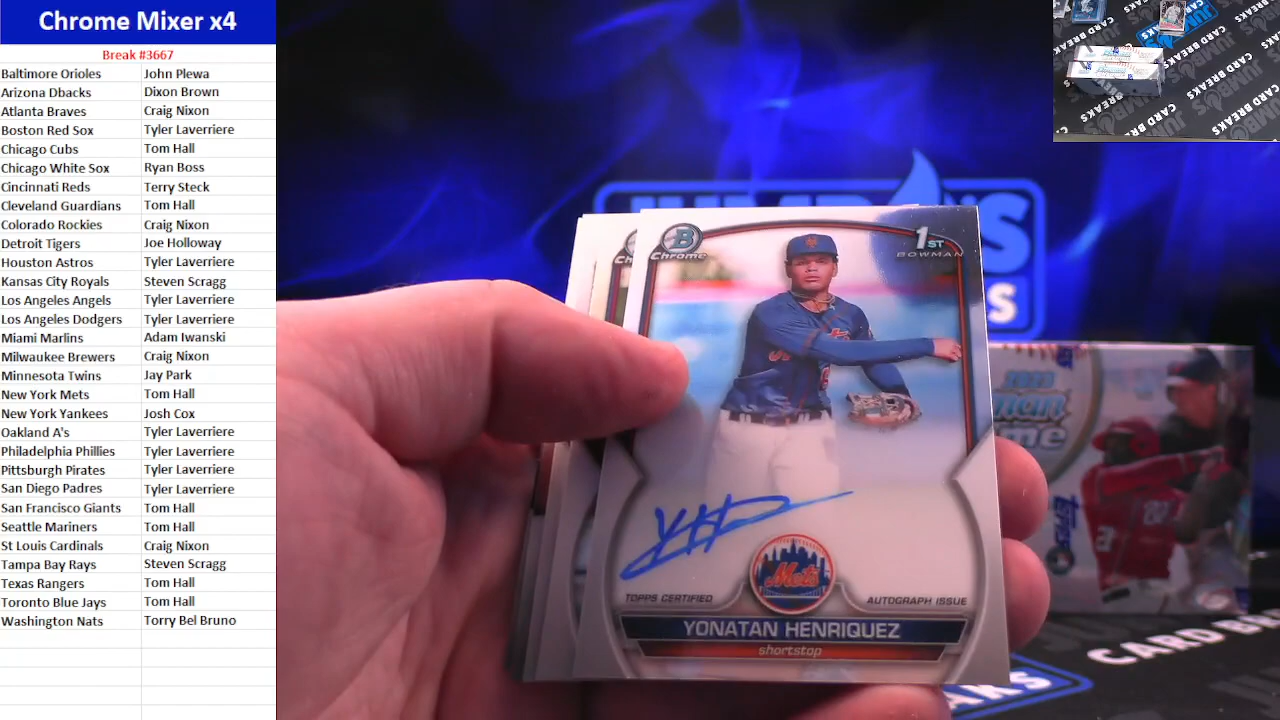 Chrome Mixer x4
Break #3667
Baltimore Orioles John Plewa
Arizona Dbacks Dixon Brown
Atlanta Braves Craig Nixon
Boston Red Sox Tyler Laverriere
Chicago Cubs Tom Hall
Chicago White Sox Ryan Boss
Cincinnati Reds Terry Steck
Cleveland Guardians Tom Hall
Colorado Rockies Craig Nixon
Detroit Tigers Joe Holloway
Houston Astros Tyler Laverriere
Kansas City Royals Steven Scragg
Los Angeles Angels Tyler Laverriere
Los Angeles Dodgers Tyler Laverriere
Miami Marlins Adam Iwanski
Milwaukee Brewers Craig Nixon
Minnesota Twins Jay Park
New York Mets Tom Hall
New York Yankees Josh Cox
Oakland A's Tyler Laverriere
Philadelphia Phillies Tyler Laverriere
Pittsburgh Pirates Tyler Laverriere
San Diego Padres Tyler Laverriere
San Francisco Giants Tom Hall
Seattle Mariners Tom Hall
St Louis Cardinals Craig Nixon
Tampa Bay Rays Steven Scragg
Texas Rangers Tom Hall
Toronto Blue Jays Tom Hall
Washington Nats Torry Bel Bruno
CARD BREAKS
B
Chrome
1ST
BOWMAN
Mets
TOPPS CERTIFIED
AUTOGRAPH ISSUE
YONATAN HENRIQUEZ
shortstop
topps